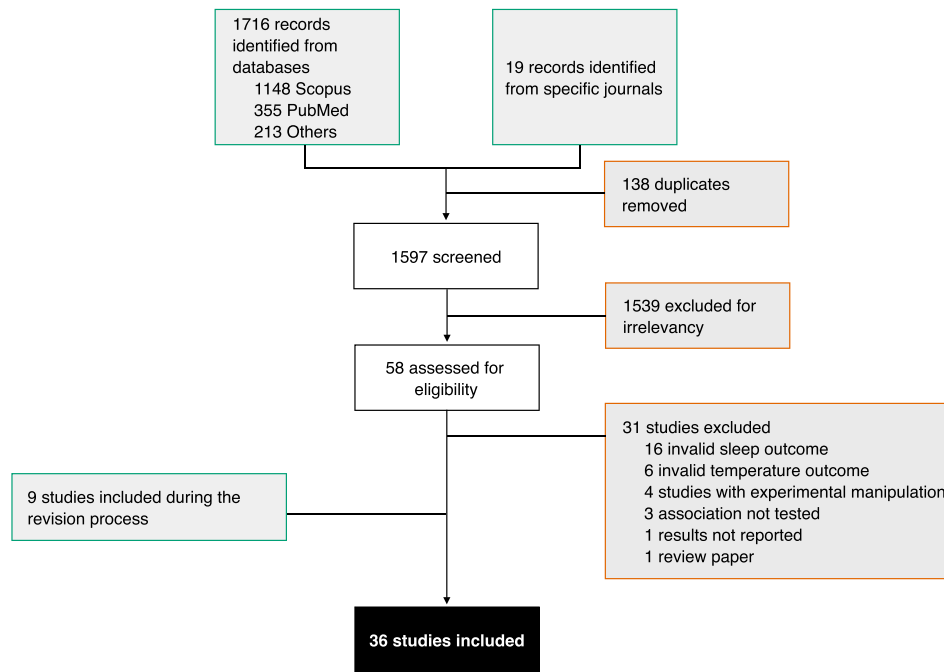 1716 records
identified from
databases
1148 Scopus
355 PubMed
213 Others
19 records identified
from specific journals
138 duplicates
removed
1597 screened
1539 excluded for
irrelevancy
58 assessed for
eligibility
31 studies excluded
16 invalid sleep outcome
6 invalid temperature outcome
4 studies with experimental manipulation
3 association not tested
1 results not reported
1 review paper
9 studies included during the
revision process
36 studies included